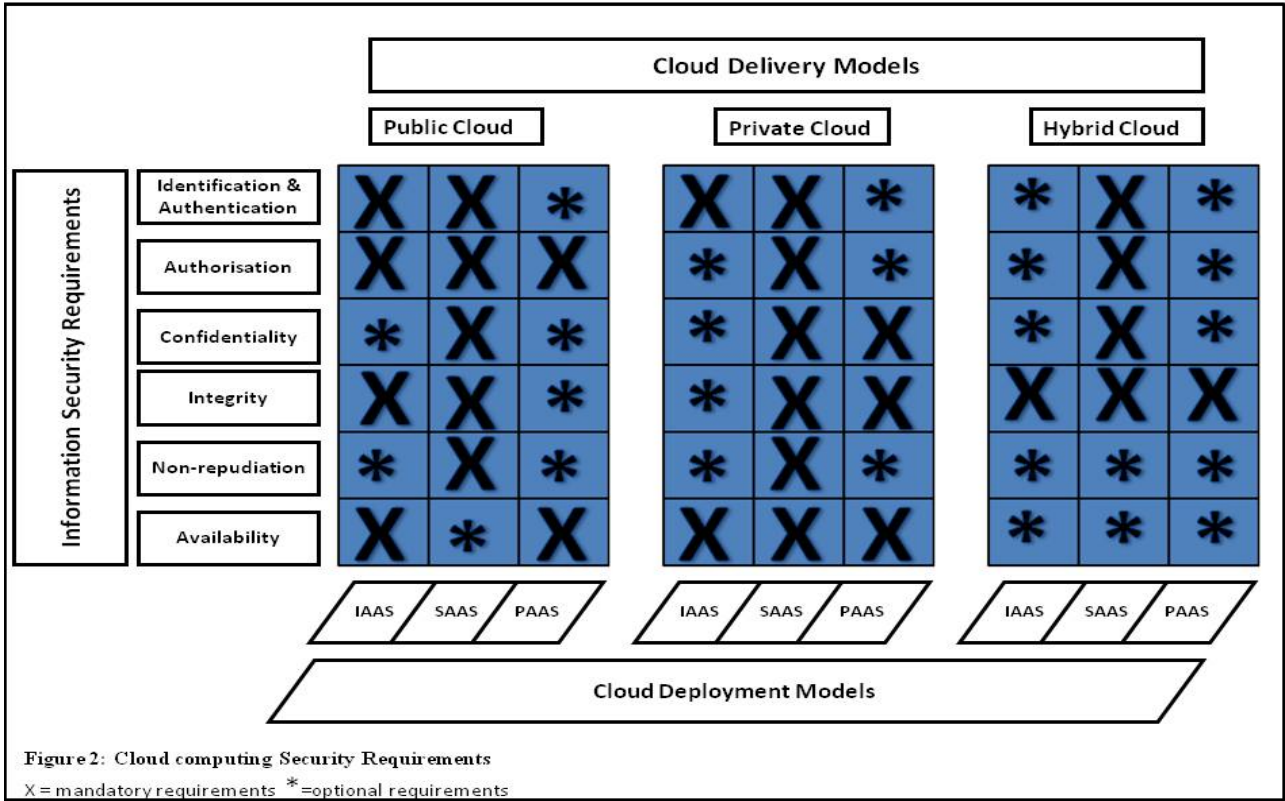 Cloud Delivery Models
Public Cloud Private Cloud Hybrid Cloud
Information Security Requirements
Identification &
Authentication
X X * X X * * X *
Authorisation
X X X * X * * X *
Confidentiality
* X * * X X * X *
Integrity
X X * * X X X X X
Non-repudiation
* X * * X * * * *
Availability
X * X X X X * * *
IAAS SAAS PAAS IAAS SAAS PAAS IAAS SAAS PAAS
Cloud Deployment Models
Figure 2: Cloud computing Security Requirements
X = mandatory requirements * =optional requirements